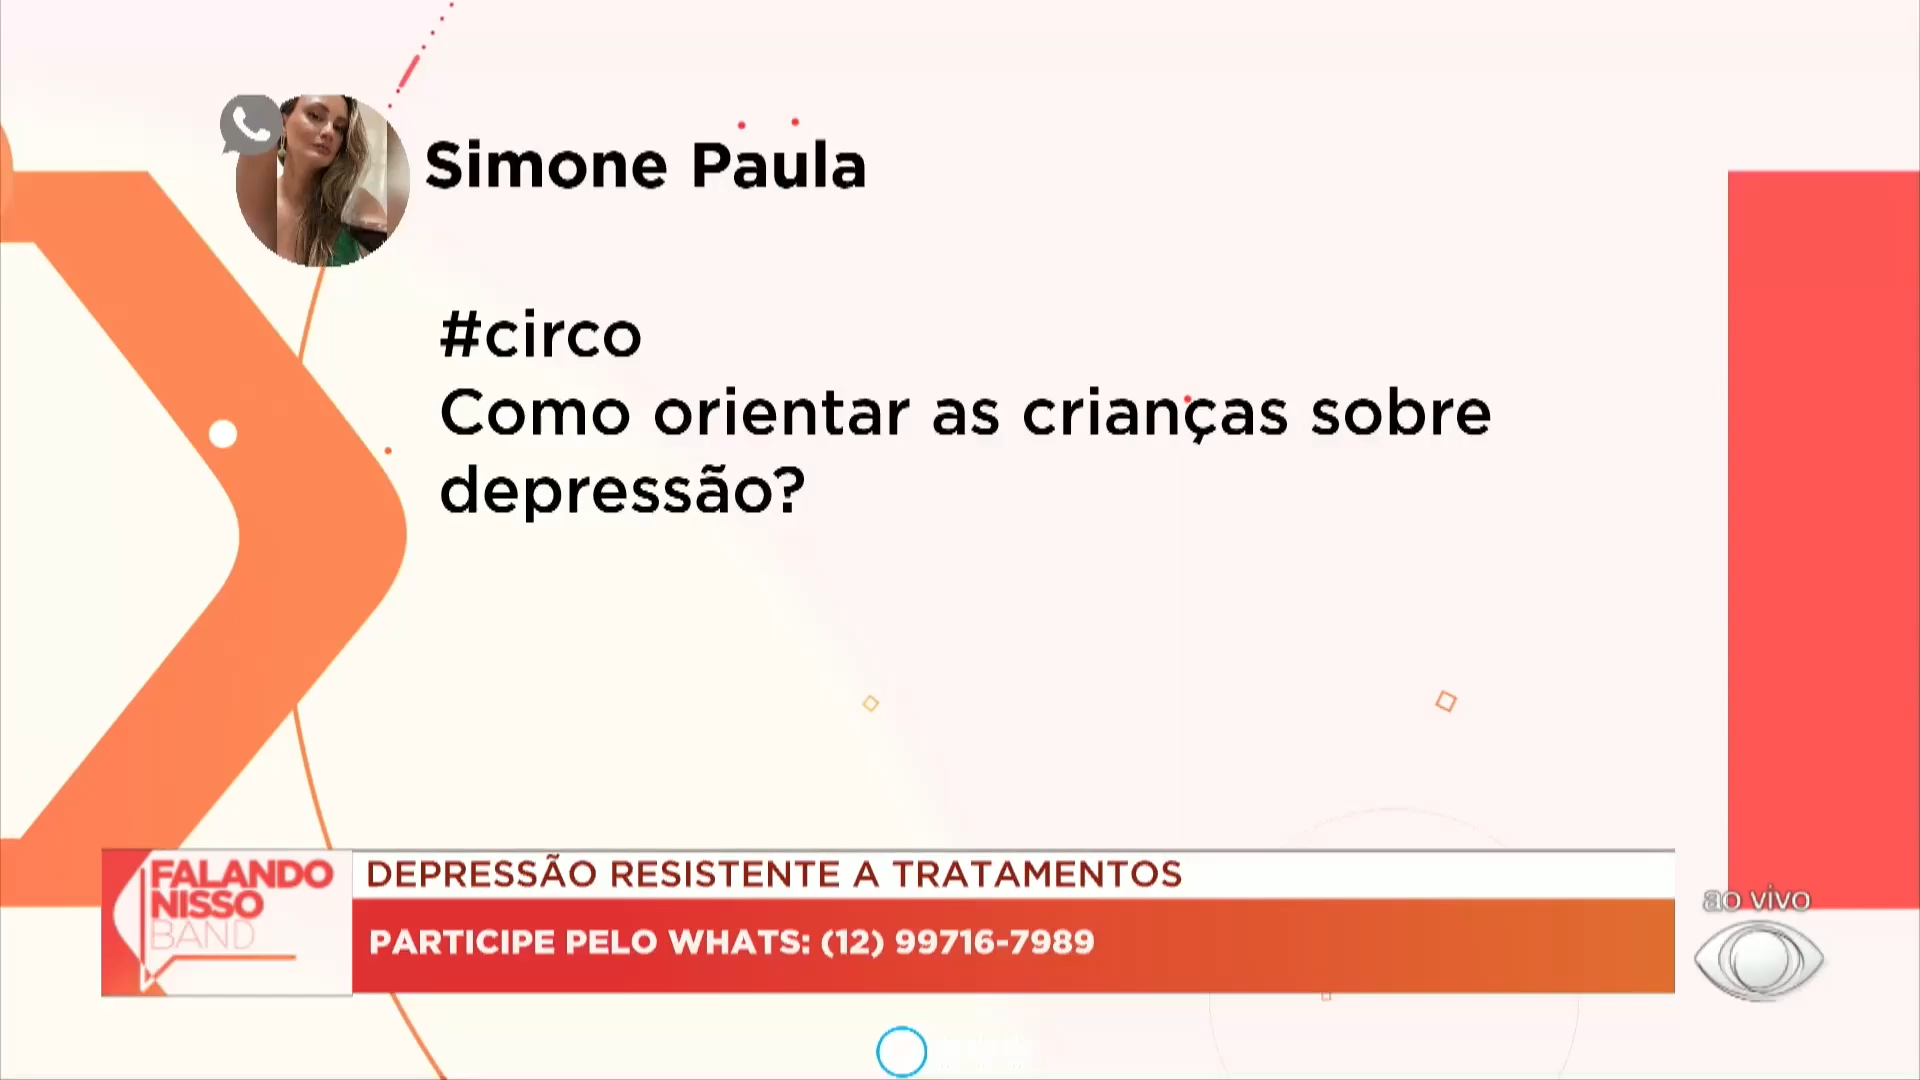 Simone Paula
#circo
Como orientar as crianças sobre
depressão?
FALANDO
NISSO
BAND
DEPRESSÃO RESISTENTE A TRATAMENTOS
PARTICIPE PELO WHATS: (12) 99716-7989
ao vivo